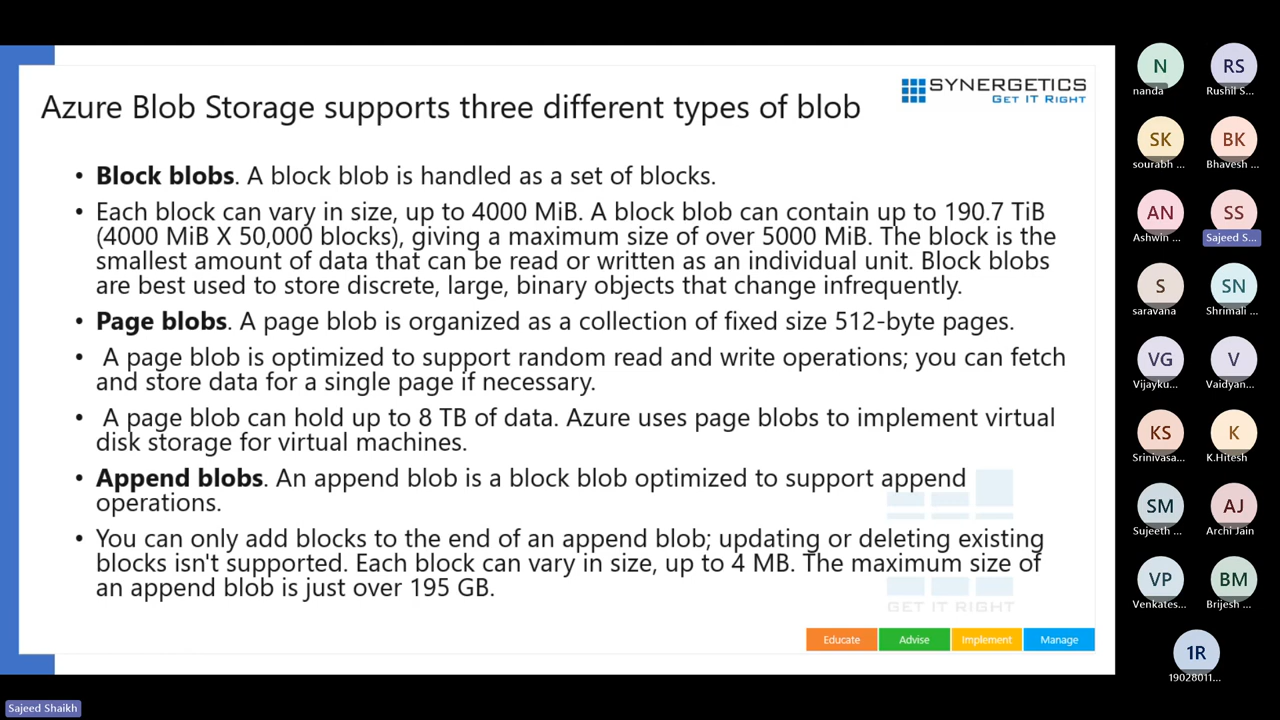 Azure Blob Storage supports three different types of blob
SYNERGETICS
GET IT RIGHT
• Block blobs. A block blob is handled as a set of blocks.
• Each block can vary in size, up to 4000 MiB. A block blob can contain up to 190.7 TiB
(4000 MiB X 50,000 blocks), giving a maximum size of over 5000 MiB. The block is the
smallest amount of data that can be read or written as an individual unit. Block blobs
are best used to store discrete, large, binary objects that change infrequently.
• Page blobs. A page blob is organized as a collection of fixed size 512-byte pages.
• A page blob is optimized to support random read and write operations; you can fetch
and store data for a single page if necessary.
• A page blob can hold up to 8 TB of data. Azure uses page blobs to implement virtual
disk storage for virtual machines.
• Append blobs. An append blob is a block blob optimized to support append
operations.
• You can only add blocks to the end of an append blob; updating or deleting existing
blocks isn't supported. Each block can vary in size, up to 4 MB. The maximum size of
an append blob is just over 195 GB.
GET IT RIGHT
Educate Advise Implement Manage
N RS
nanda Rushil S...
SK BK
sourabh ... Bhavesh ...
AN SS
Ashwin ... Sajeed S...
S SN
saravana Shrimali ...
VG V
Vijayku... Vaidyan...
KS K
Srinivasa... K.Hitesh
SM AJ
Sujeeth ... Archi Jain
VP BM
Venkates... Brijesh ...
1R
19028011...
Sajeed Shaikh